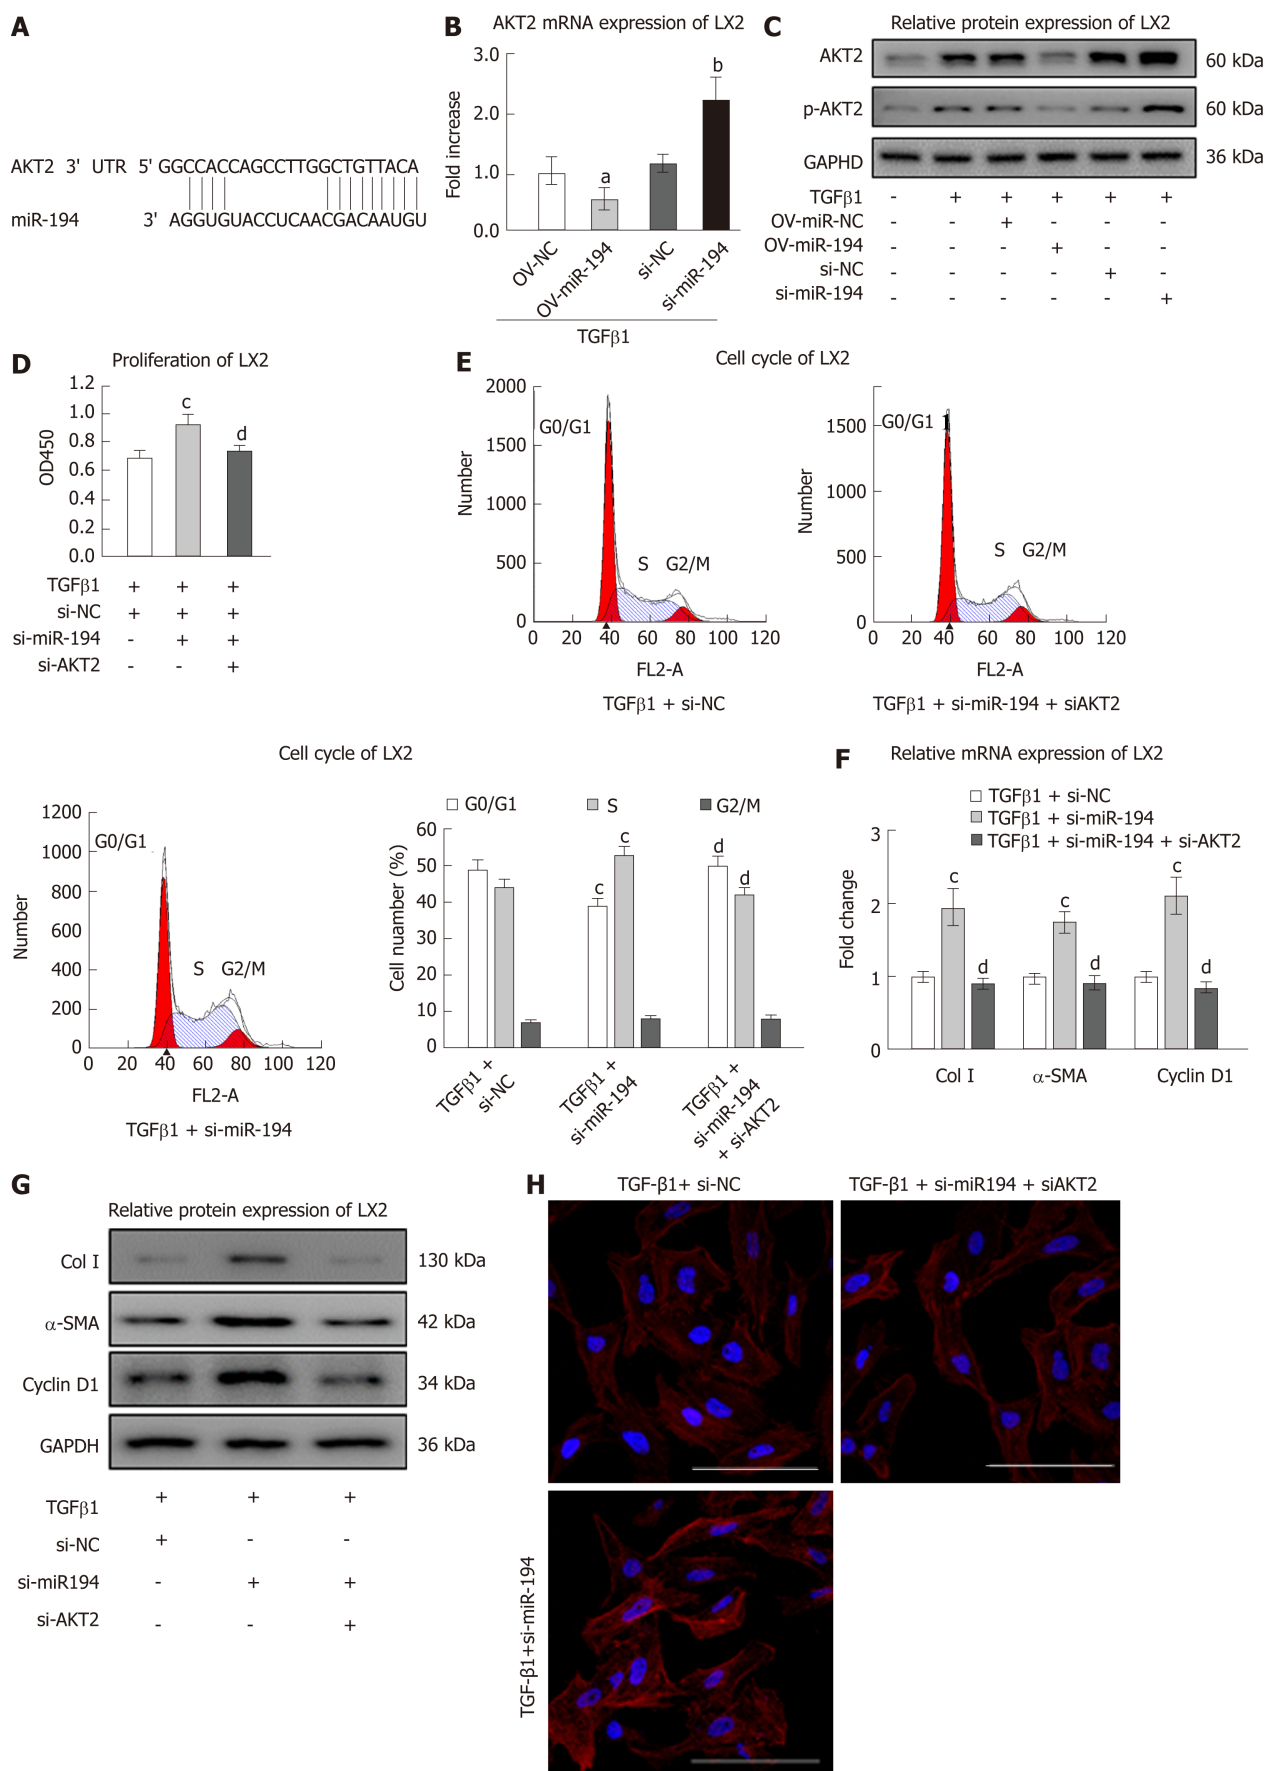 A
AKT2 3' UTR 5' GGCCACCAGCCTTGGCTGTTACA
miR-194 3' AGGUGUACCUCAACGACAAUGU
B
AKT2 mRNA expression of LX2
Fold increase
3.0
2.0
1.0
0.0
a
b
OV-NC
OV-miR-194
si-NC
si-miR-194
TGFβ1
C
Relative protein expression of LX2
AKT2 60 kDa
p-AKT2 60 kDa
GAPHD 36 kDa
TGFβ1 - + + + + +
OV-miR-NC - - + - - -
OV-miR-194 - - - + - -
si-NC - - - - + -
si-miR-194 - - - - - +
D
Proliferation of LX2
OD450
1.2
1.0
0.8
0.6
0.4
0.2
0.0
c
d
TGFβ1 + + +
si-NC + + +
si-miR-194 - + +
si-AKT2 - - +
E
Cell cycle of LX2
Number
2000
1500
1000
500
0
G0/G1
S G2/M
0 20 40 60 80 100 120
FL2-A
TGFβ1 + si-NC
Number
1500
1000
500
0
G0/G1
S G2/M
0 20 40 60 80 100 120
FL2-A
TGFβ1 + si-miR-194 + siAKT2
Cell cycle of LX2
Number
1200
1000
800
600
400
200
0
G0/G1
S G2/M
0 20 40 60 80 100 120
FL2-A
TGFβ1 + si-miR-194
G0/G1 S G2/M
Cell nuamber (%)
60
50
40
30
20
10
0
c
c
d
d
TGFβ1 +
si-NC
TGFβ1 +
si-miR-194
TGFβ1 +
si-miR-194
+ si-AKT2
F
Relative mRNA expression of LX2
TGFβ1 + si-NC
TGFβ1 + si-miR-194
TGFβ1 + si-miR-194 + si-AKT2
Fold change
3
2
1
0
c
d
c
d
c
d
Col I α-SMA Cyclin D1
G
Relative protein expression of LX2
Col I 130 kDa
α-SMA 42 kDa
Cyclin D1 34 kDa
GAPDH 36 kDa
TGFβ1 + + +
si-NC + - -
si-miR194 - + +
si-AKT2 - - +
H
TGF-β1+ si-NC
TGF-β1 + si-miR194 + siAKT2
TGF-β1+si-miR-194